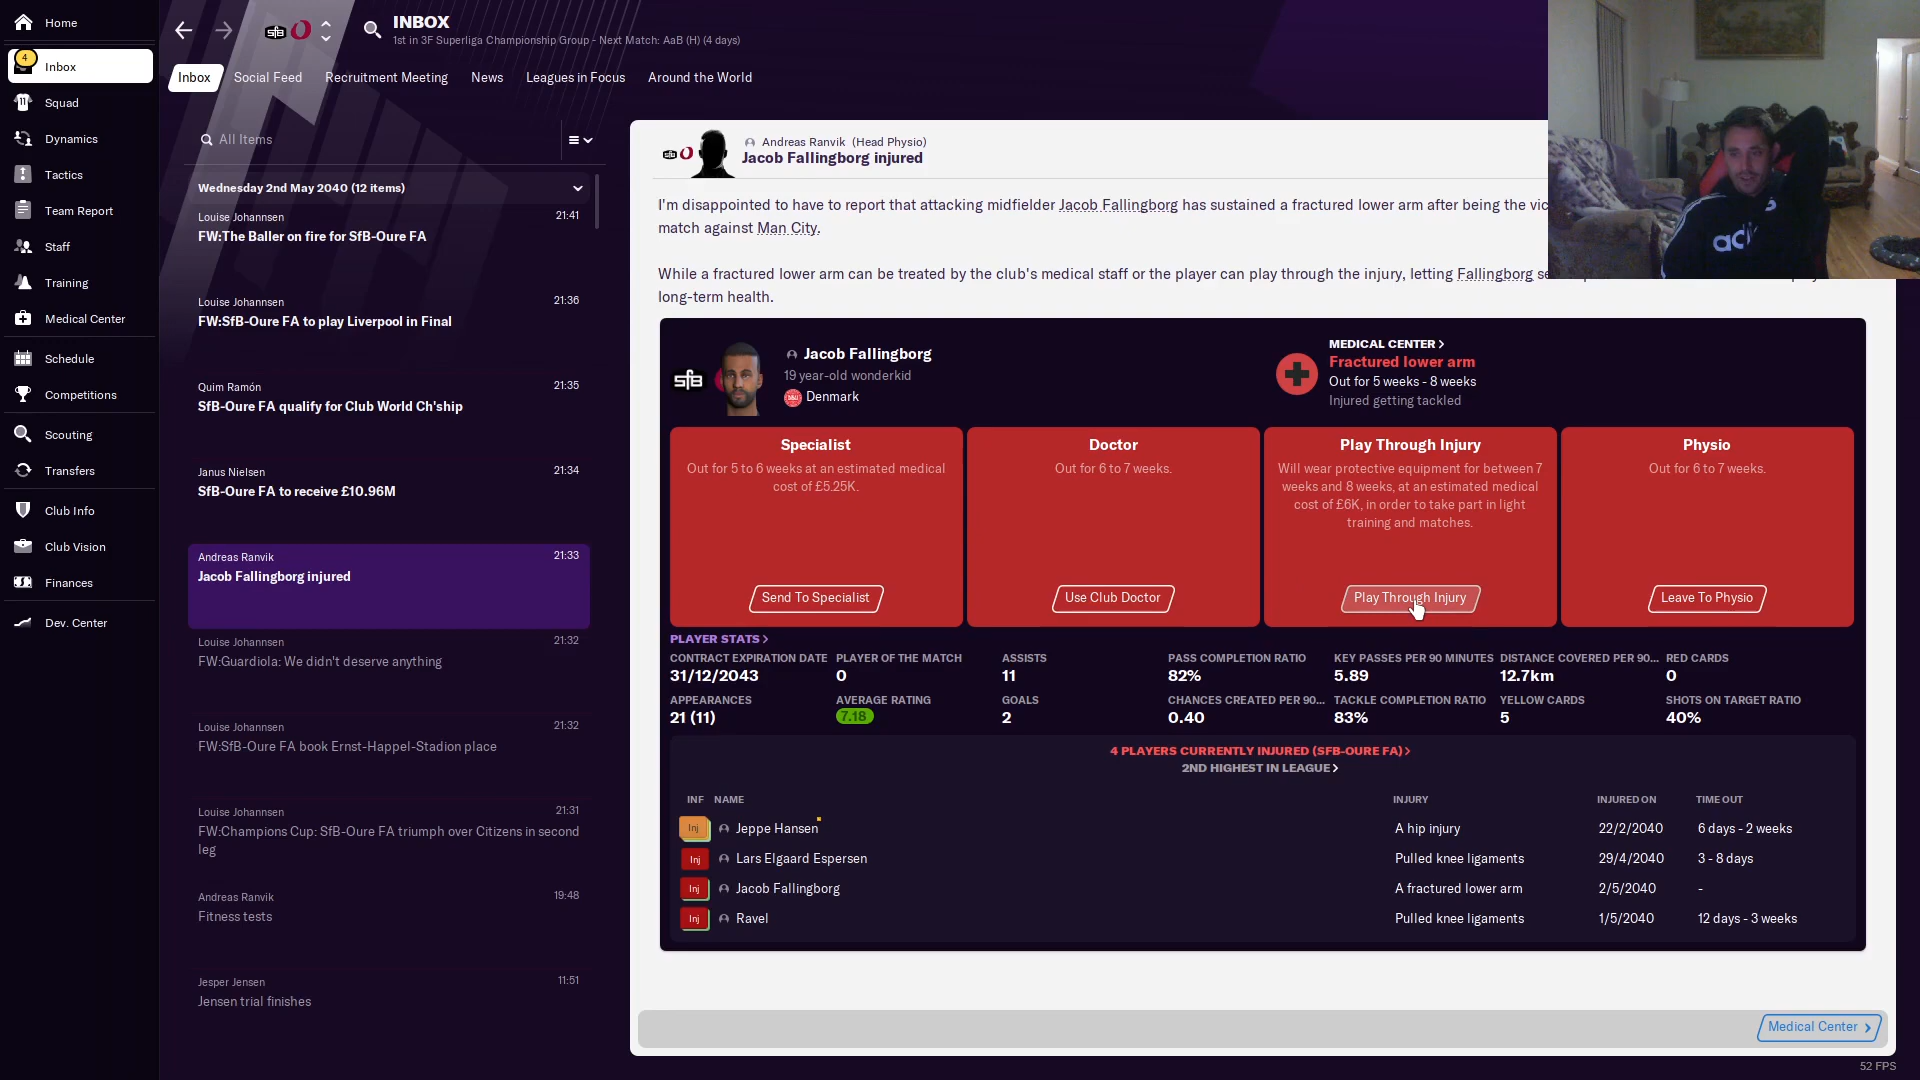 Home
4
Inbox
Squad
Dynamics
Tactics
Team Report
Staff
Training
Medical Center
Schedule
Competitions
Scouting
Transfers
Club Info
Club Vision
Finances
Dev. Center
sfb
INBOX
1st in 3F Superliga Championship Group - Next Match: AaB (H) (4 days)
Inbox
Social Feed
Recruitment Meeting
News
Leagues in Focus
Around the World
All Items
Wednesday 2nd May 2040 (12 items)
Louise Johannsen 21:41
FW:The Baller on fire for SfB-Oure FA
Louise Johannsen 21:36
FW:SfB-Oure FA to play Liverpool in Final
Quim Ramón 21:35
SfB-Oure FA qualify for Club World Ch'ship
Janus Nielsen 21:34
SfB-Oure FA to receive £10.96M
Andreas Ranvik 21:33
Jacob Fallingborg injured
Louise Johannsen 21:32
FW:Guardiola: We didn't deserve anything
Louise Johannsen 21:32
FW:SfB-Oure FA book Ernst-Happel-Stadion place
Louise Johannsen 21:31
FW:Champions Cup: SfB-Oure FA triumph over Citizens in second
leg
Andreas Ranvik 19:48
Fitness tests
Jesper Jensen 11:51
Jensen trial finishes
Andreas Ranvik (Head Physio)
Jacob Fallingborg injured
I'm disappointed to have to report that attacking midfielder Jacob Fallingborg has sustained a fractured lower arm after being the
match against Man City.
While a fractured lower arm can be treated by the club's medical staff or the player can play through the injury, letting Fallingborg
long-term health.
sfb
Jacob Fallingborg
19 year-old wonderkid
Denmark
MEDICAL CENTER >
Fractured lower arm
Out for 5 weeks - 8 weeks
Injured getting tackled
Specialist
Out for 5 to 6 weeks at an estimated medical
cost of £5.25K.
Send To Specialist
Doctor
Out for 6 to 7 weeks.
Use Club Doctor
Play Through Injury
Will wear protective equipment for between 7
weeks and 8 weeks, at an estimated medical
cost of £6K, in order to take part in light
training and matches.
Play Through Injury
Physio
Out for 6 to 7 weeks.
Leave To Physio
PLAYER STATS >
CONTRACT EXPIRATION DATE PLAYER OF THE MATCH ASSISTS PASS COMPLETION RATIO KEY PASSES PER 90 MINUTES DISTANCE COVERED PER 90... RED CARDS
31/12/2043 0 11 82% 5.89 12.7km 0
APPEARANCES AVERAGE RATING GOALS CHANCES CREATED PER 90... TACKLE COMPLETION RATIO YELLOW CARDS SHOTS ON TARGET RATIO
21 (11) 7.18 2 0.40 83% 5 40%
4 PLAYERS CURRENTLY INJURED (SFB-OURE FA) >
2ND HIGHEST IN LEAGUE >
INF NAME INJURY INJURED ON TIME OUT
Inj Jeppe Hansen A hip injury 22/2/2040 6 days - 2 weeks
Inj Lars Elgaard Espersen Pulled knee ligaments 29/4/2040 3 - 8 days
Inj Jacob Fallingborg A fractured lower arm 2/5/2040 -
Inj Ravel Pulled knee ligaments 1/5/2040 12 days - 3 weeks
Medical Center >
52 FPS